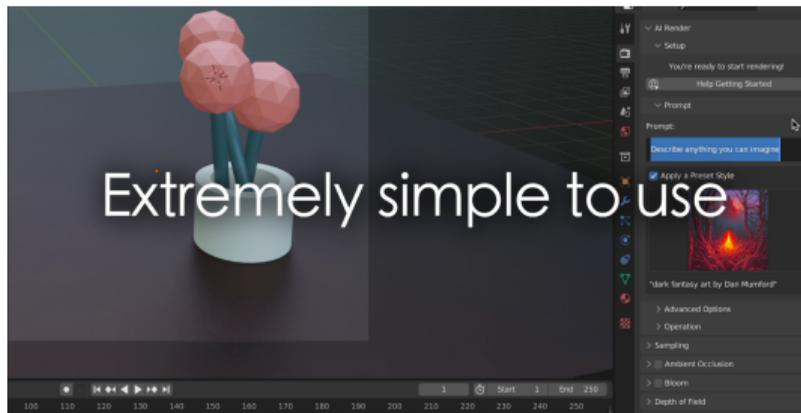 AI Render
Setup
You're ready to start rendering!
Help Getting Started
Prompt
Prompt:
Describe anything you can imagine
Apply a Preset Style
Extremely simple to use
"dark fantasy art by Dan Mumford"
Advanced Options
Operation
Sampling
Ambient Occlusion
Bloom
Depth of Field
1 Start 1 End 250
100 110 120 130 140 150 160 170 180 190 200 210 220 230 240 250